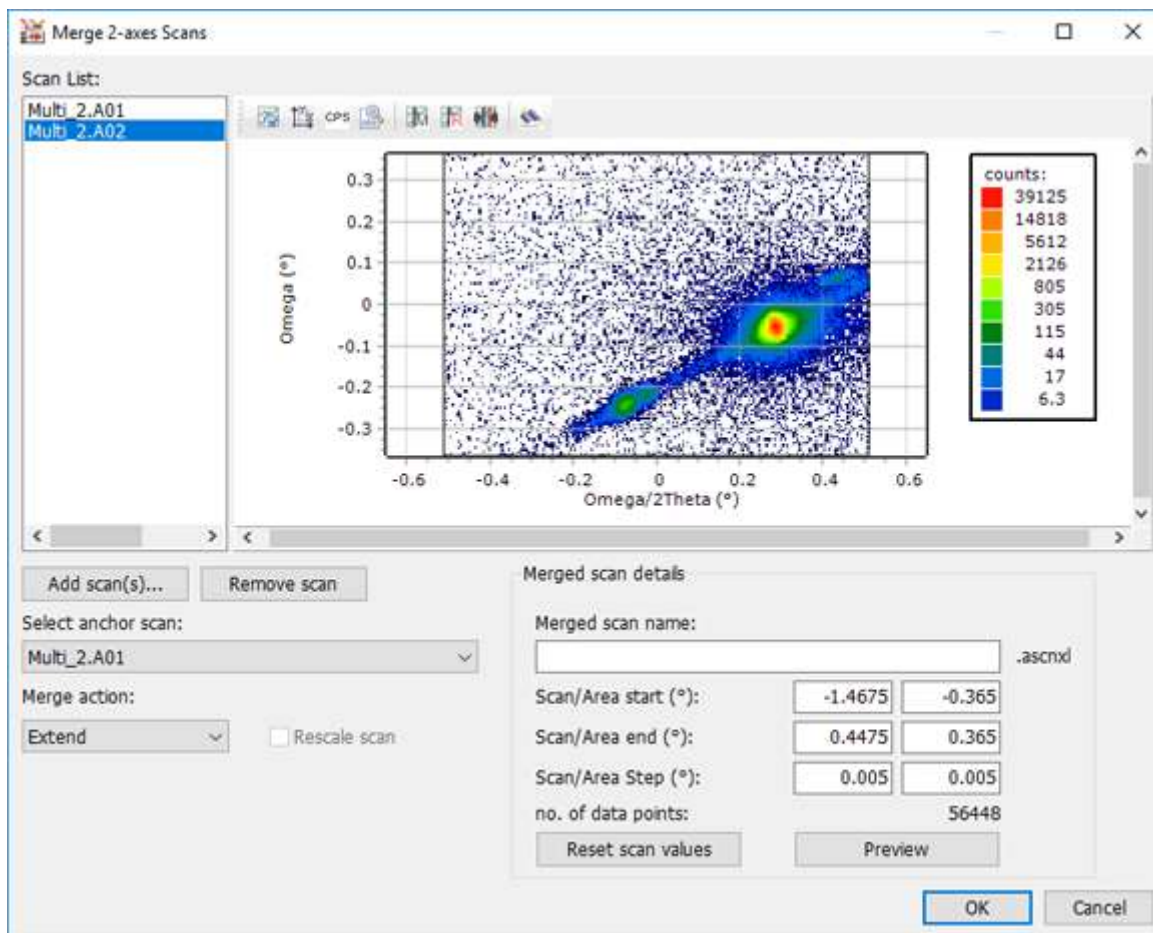 Merge 2-axes Scans
Scan List:
Multi_2.A01
Multi_2.A02
CPS
counts:
39125
14818
5612
2126
805
305
115
44
17
6.3
Omega (°)
0.3
0.2
0.1
0
-0.1
-0.2
-0.3
-0.6 -0.4 -0.2 0 0.2 0.4 0.6
Omega/2Theta (°)
Add scan(s)... Remove scan
Select anchor scan:
Multi_2.A01
Merge action:
Extend Rescale scan
Merged scan details
Merged scan name:
.ascnxl
Scan/Area start (°): -1.4675 -0.365
Scan/Area end (°): 0.4475 0.365
Scan/Area Step (°): 0.005 0.005
no. of data points: 56448
Reset scan values Preview
OK Cancel